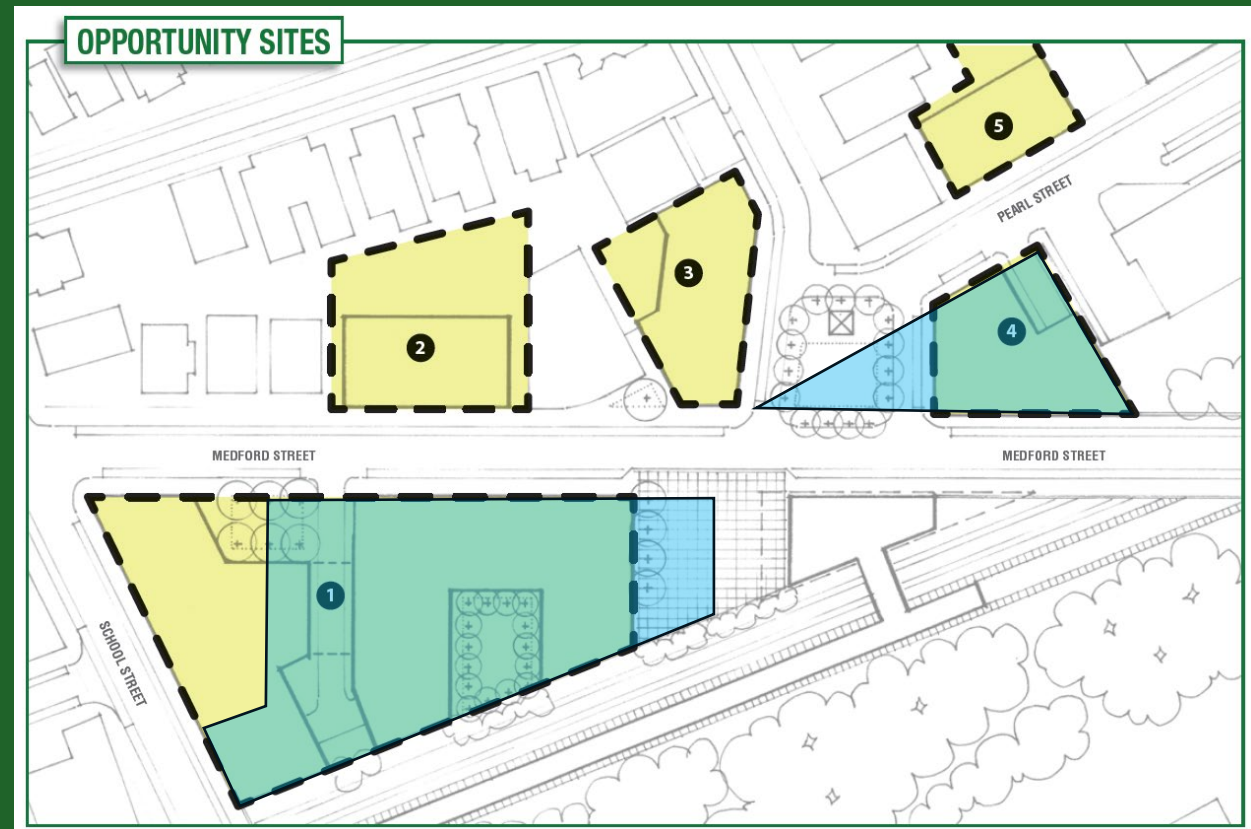 OPPORTUNITY SITES
5
PEARL STREET
3
4
2
MEDFORD STREET
MEDFORD STREET
1
SCHOOL STREET